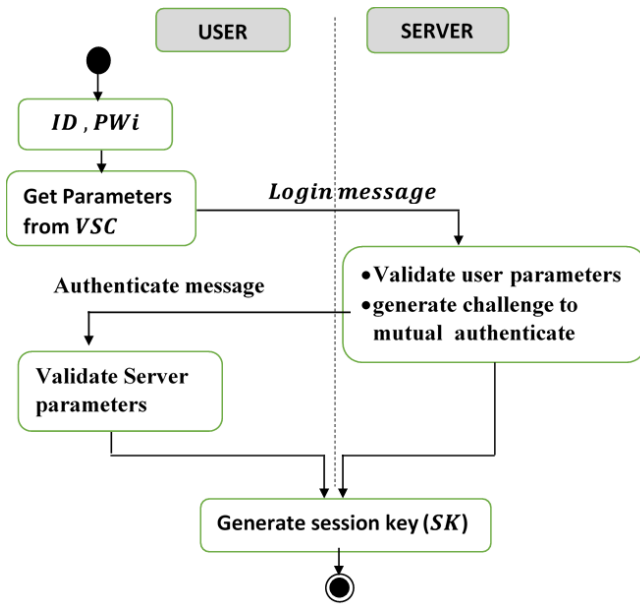 USER
SERVER
ID , PWi
Get Parameters
from VSC
Login message
•Validate user parameters
•generate challenge to
mutual authenticate
Authenticate message
Validate Server
parameters
Generate session key (SK)